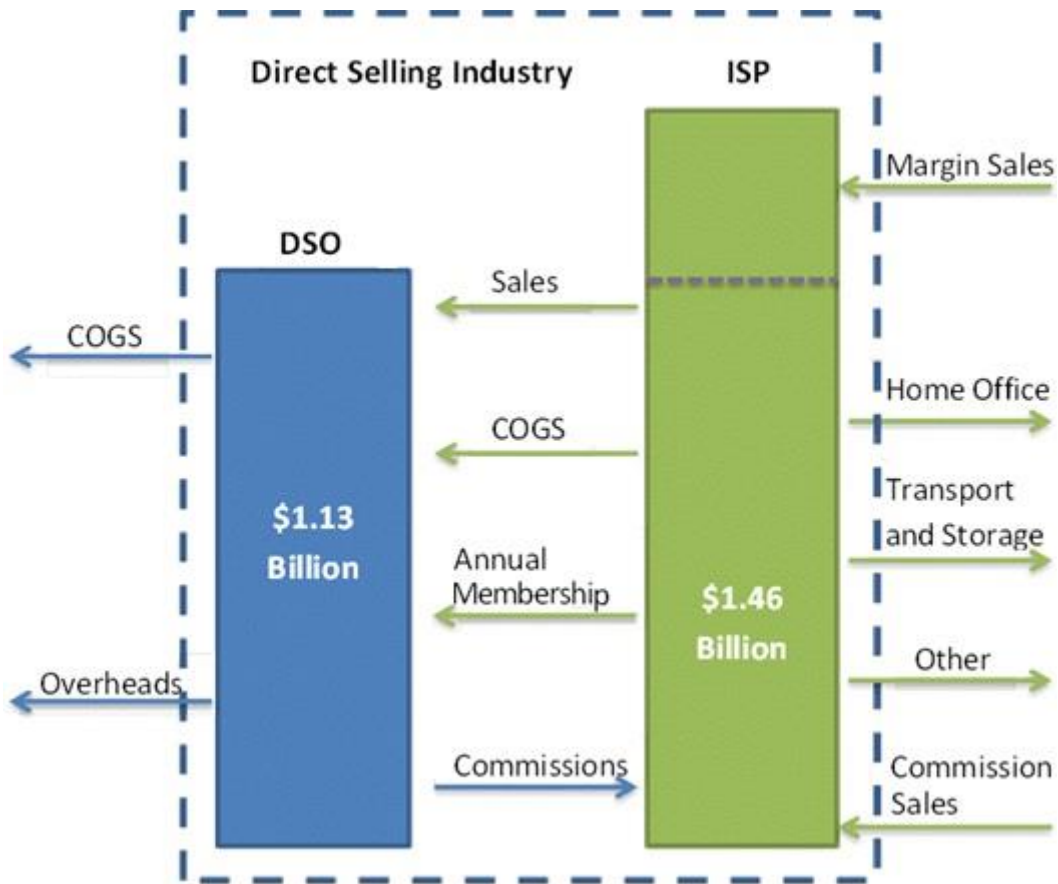 Direct Selling Industry
ISP
Margin Sales
DSO
Sales
COGS
Home Office
COGS
Transport
and Storage
$1.13
Billion
Annual
Membership
$1.46
Billion
Other
Overheads
Commissions
Commission
Sales